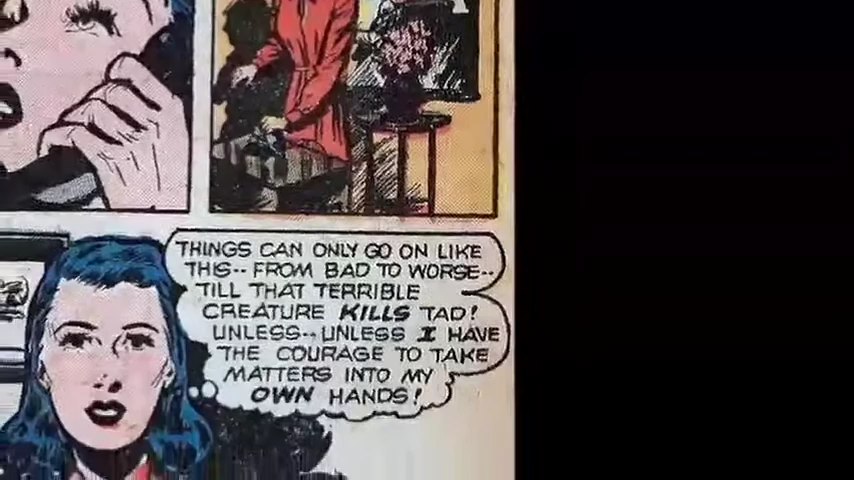 THINGS CAN ONLY GO ON LIKE
THIS-- FROM BAD TO WORSE--
TILL THAT TERRIBLE
CREATURE KILLS TAD!
UNLESS-- UNLESS I HAVE
THE COURAGE TO TAKE
MATTERS INTO MY
OWN HANDS!